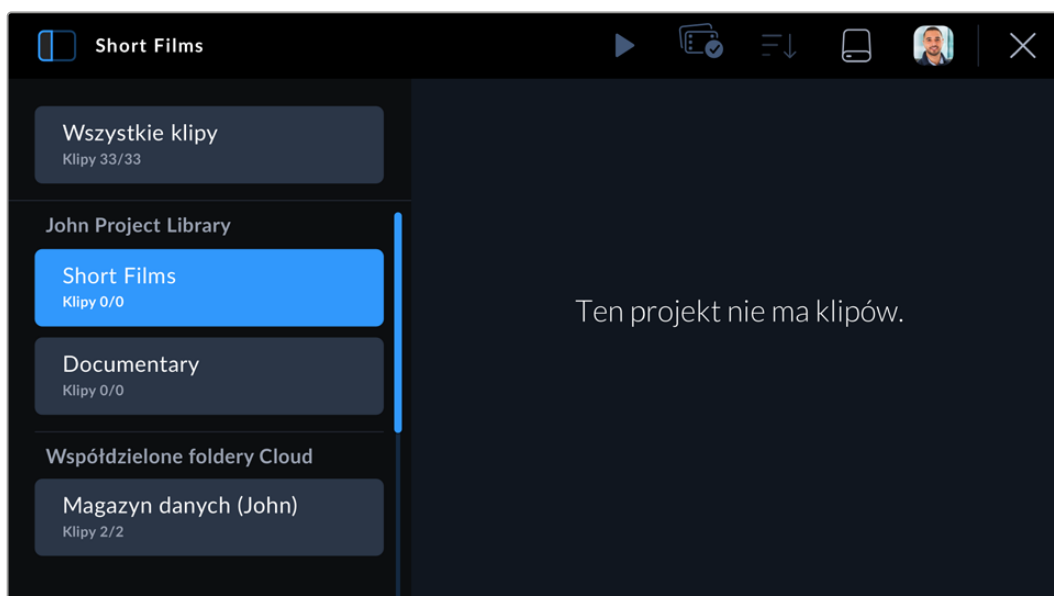 Short Films
Wszystkie klipy
Klipy 33/33
John Project Library
Short Films
Klipy 0/0
Documentary
Klipy 0/0
Współdzielone foldery Cloud
Magazyn danych (John)
Klipy 2/2
Ten projekt nie ma klipów.